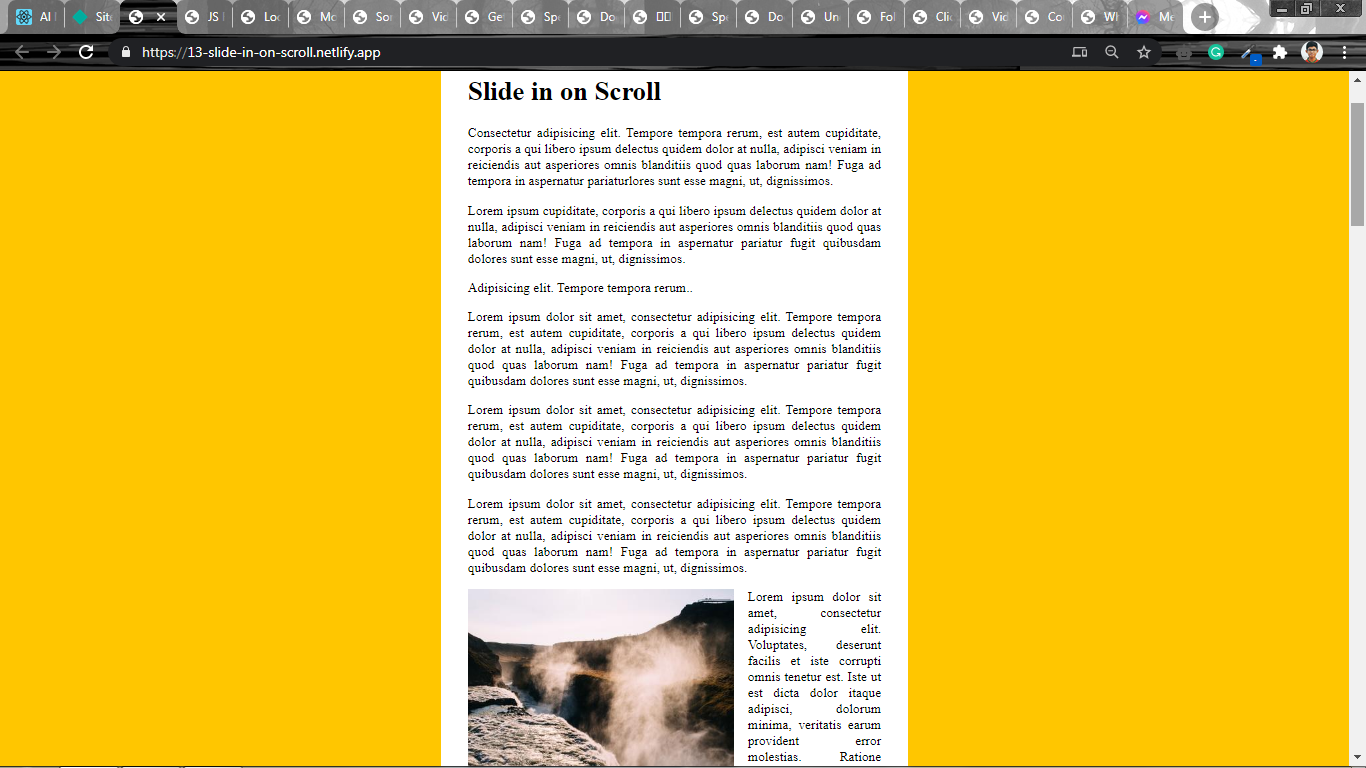 AI
Site
JS
Loc
Mo
So
Vic
Ge
Spe
Do
Spe
Do
Un
Fol
Clic
Vic
Co
Wh
Me
https://13-slide-in-on-scroll.netlify.app
Slide in on Scroll
Consectetur adipisicing elit. Tempore tempora rerum, est autem cupiditate,
corporis a qui libero ipsum delectus quidem dolor at nulla, adipisci veniam in
reiciendis aut asperiores omnis blanditiis quod quas laborum nam! Fuga ad
tempora in aspernatur pariaturlores sunt esse magni, ut, dignissimos.
Lorem ipsum cupiditate, corporis a qui libero ipsum delectus quidem dolor at
nulla, adipisci veniam in reiciendis aut asperiores omnis blanditiis quod quas
laborum nam! Fuga ad tempora in aspernatur pariatur fugit quibusdam
dolores sunt esse magni, ut, dignissimos.
Adipisicing elit. Tempore tempora rerum..
Lorem ipsum dolor sit amet, consectetur adipisicing elit. Tempore tempora
rerum, est autem cupiditate, corporis a qui libero ipsum delectus quidem
dolor at nulla, adipisci veniam in reiciendis aut asperiores omnis blanditiis
quod quas laborum nam! Fuga ad tempora in aspernatur pariatur fugit
quibusdam dolores sunt esse magni, ut, dignissimos.
Lorem ipsum dolor sit amet, consectetur adipisicing elit. Tempore tempora
rerum, est autem cupiditate, corporis a qui libero ipsum delectus quidem
dolor at nulla, adipisci veniam in reiciendis aut asperiores omnis blanditiis
quod quas laborum nam! Fuga ad tempora in aspernatur pariatur fugit
quibusdam dolores sunt esse magni, ut, dignissimos.
Lorem ipsum dolor sit amet, consectetur adipisicing elit. Tempore tempora
rerum, est autem cupiditate, corporis a qui libero ipsum delectus quidem
dolor at nulla, adipisci veniam in reiciendis aut asperiores omnis blanditiis
quod quas laborum nam! Fuga ad tempora in aspernatur pariatur fugit
quibusdam dolores sunt esse magni, ut, dignissimos.
Lorem ipsum dolor sit
amet, consectetur
adipisicing elit.
Voluptates, deserunt
facilis et iste corrupti
omnis tenetur est. Iste ut
est dicta dolor itaque
adipisci, dolorum
minima, veritatis earum
provident error
molestias. Ratione